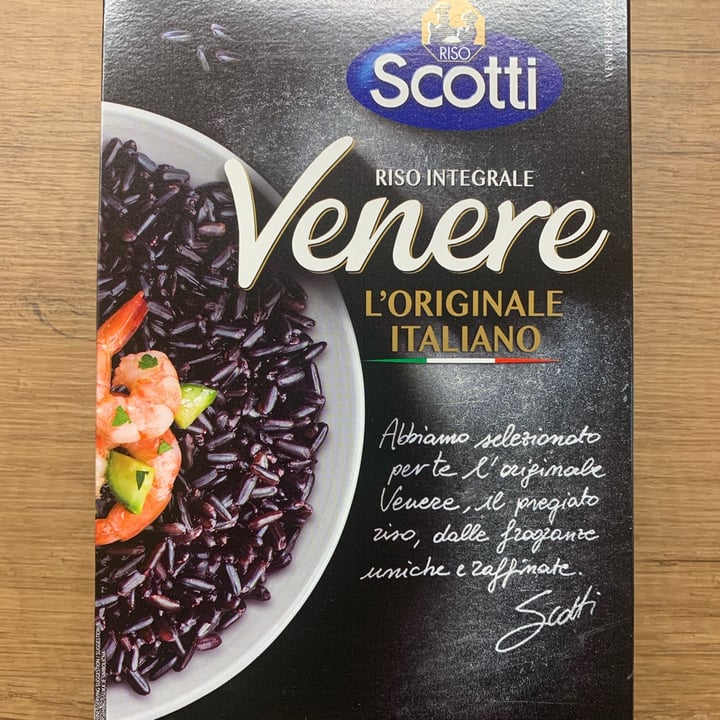 RISO
Scotti
RISO INTEGRALE
Venere
L'ORIGINALE
ITALIANO
Abbiamo selezionato
per te l'originale
Venere, il pregiato
riso, dalle fragranze
uniche e raffinate.
Scotti